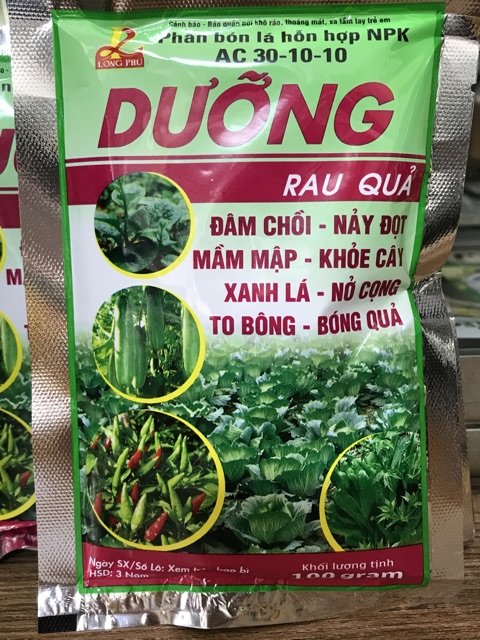 Cảnh báo - Bảo quản nơi khô ráo, thoáng mát, xa tầm tay trẻ em
LONG PHÚ
Phân bón lá hỗn hợp NPK
AC 30-10-10
DƯỠNG
RAU QUẢ
ĐÂM CHỒI - NẢY ĐỌT
MẦM MẬP - KHỎE CÂY
XANH LÁ - NỞ CỌNG
TO BÔNG - BÓNG QUẢ
Ngày SX/Số Lô: Xem trên bao bì
HSD: 3 Năm
Khối lượng tịnh
100 gram